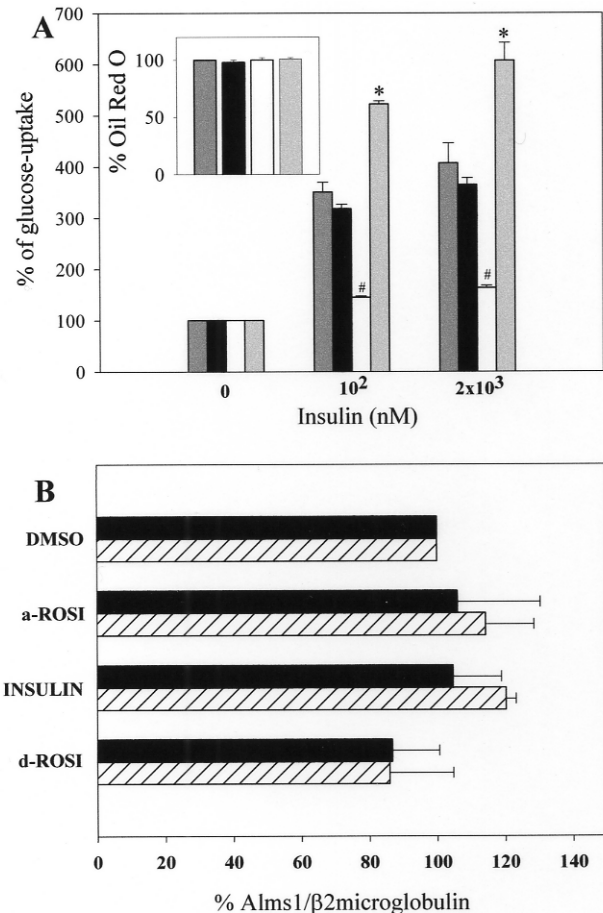 A
% of glucose-uptake
700
600
500
400
300
200
100
0
% Oil Red O
100
50
0
*
*
#
#
0
10²
2x10³
Insulin (nM)
B
DMSO
a-ROSI
INSULIN
d-ROSI
0
20
40
60
80
100
120
140
% Alms1/β2microglobulin